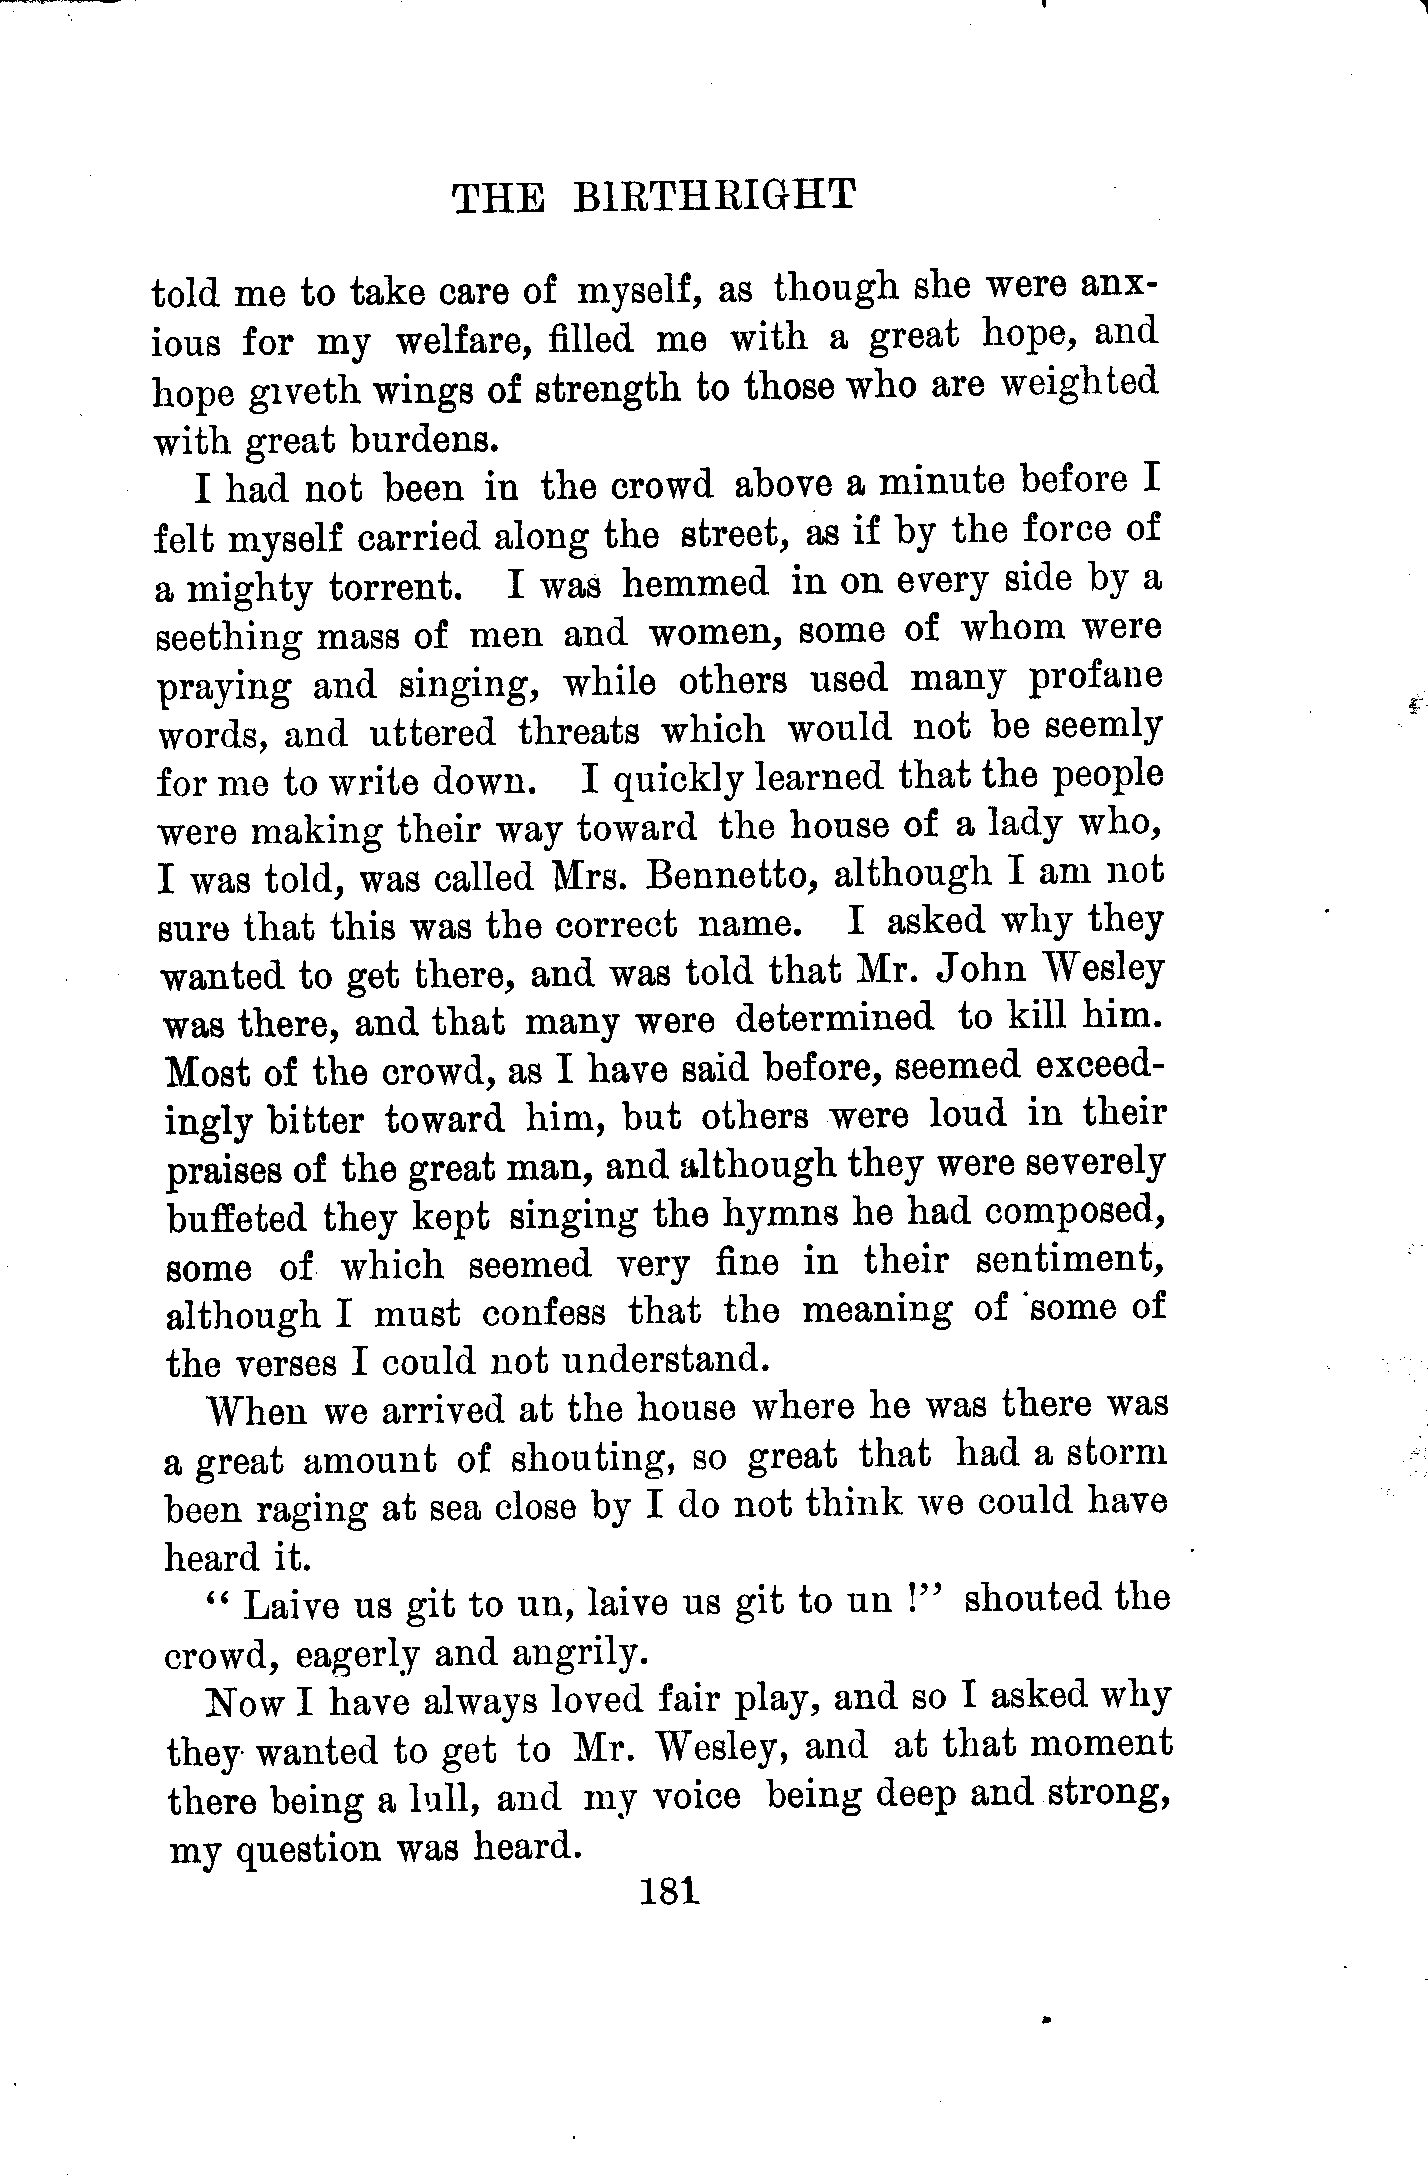 THE BIRTHRIGHT
told me to take care of myself, as though she were anx-
ious for my welfare, filled me with a great hope, and
hope giveth wings of strength to those who are weighted
with great burdens.
I had not been in the crowd above a minute before I
felt myself carried along the street, as if by the force of
a mighty torrent. I was hemmed in on every side by a
seething mass of men and women, some of whom were
praying and singing, while others used many profane
words, and uttered threats which would not be seemly
for me to write down. I quickly learned that the people
were making their way toward the house of a lady who,
I was told, was called Mrs. Bennetto, although I am not
sure that this was the correct name. I asked why they
wanted to get there, and was told that Mr. John Wesley
was there, and that many were determined to kill him.
Most of the crowd, as I have said before, seemed exceed-
ingly bitter toward him, but others were loud in their
praises of the great man, and although they were severely
buffeted they kept singing the hymns he had composed,
some of which seemed very fine in their sentiment,
although I must confess that the meaning of some of
the verses I could not understand.
When we arrived at the house where he was there was
a great amount of shouting, so great that had a storm
been raging at sea close by I do not think we could have
heard it.
“ Laive us git to un, laive us git to un !” shouted the
crowd, eagerly and angrily.
Now I have always loved fair play, and so I asked why
they wanted to get to Mr. Wesley, and at that moment
there being a lull, and my voice being deep and strong,
my question was heard.
181